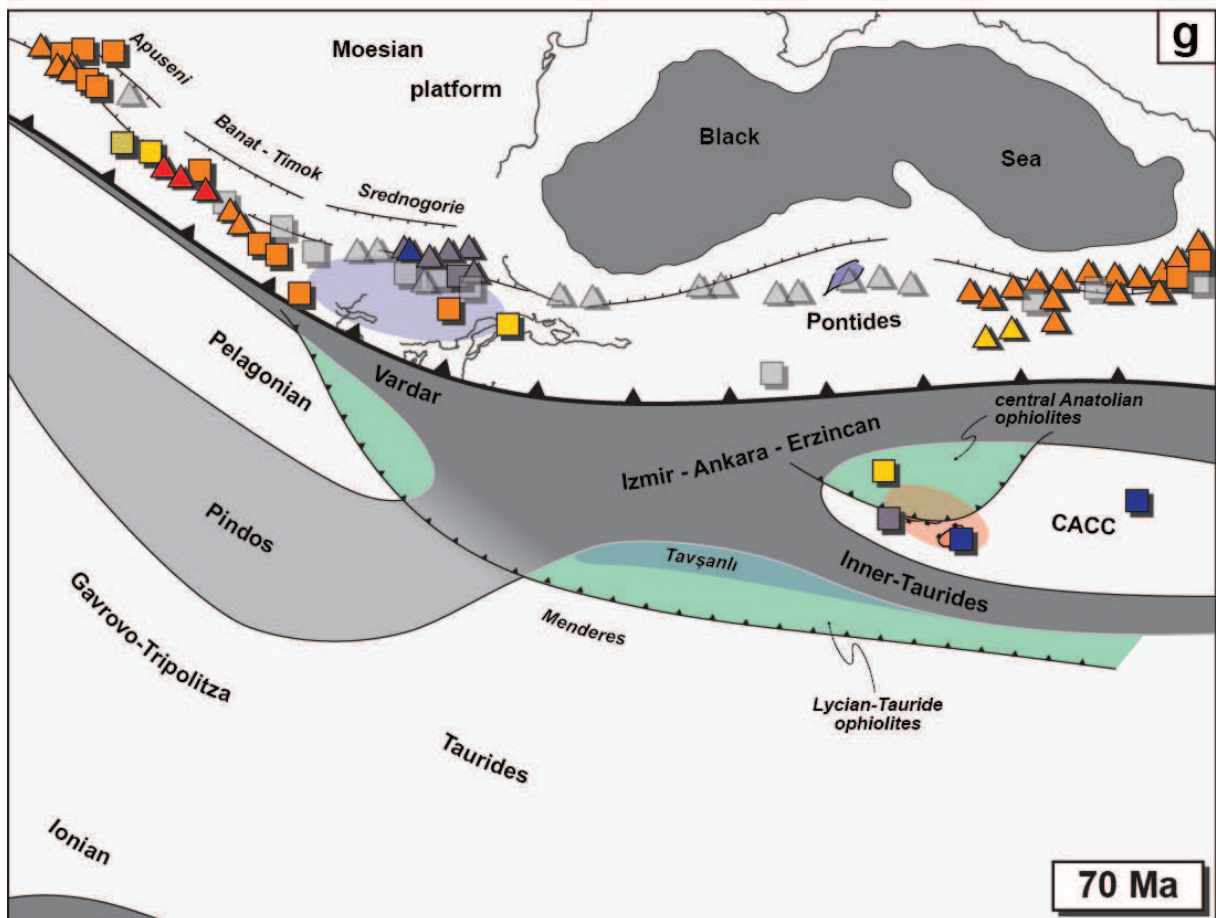 g
Apuseni
Moesian
platform
Banat - Timok
Srednogorie
Black
Sea
Pontides
Pelagonian
Vardar
central Anatolian
ophiolites
Izmir - Ankara - Erzincan
CACC
Pindos
Tavşanlı
Inner-Taurides
Menderes
Gavrovo-Tripolitza
Lycian-Tauride
ophiolites
Taurides
Ionian
70 Ma